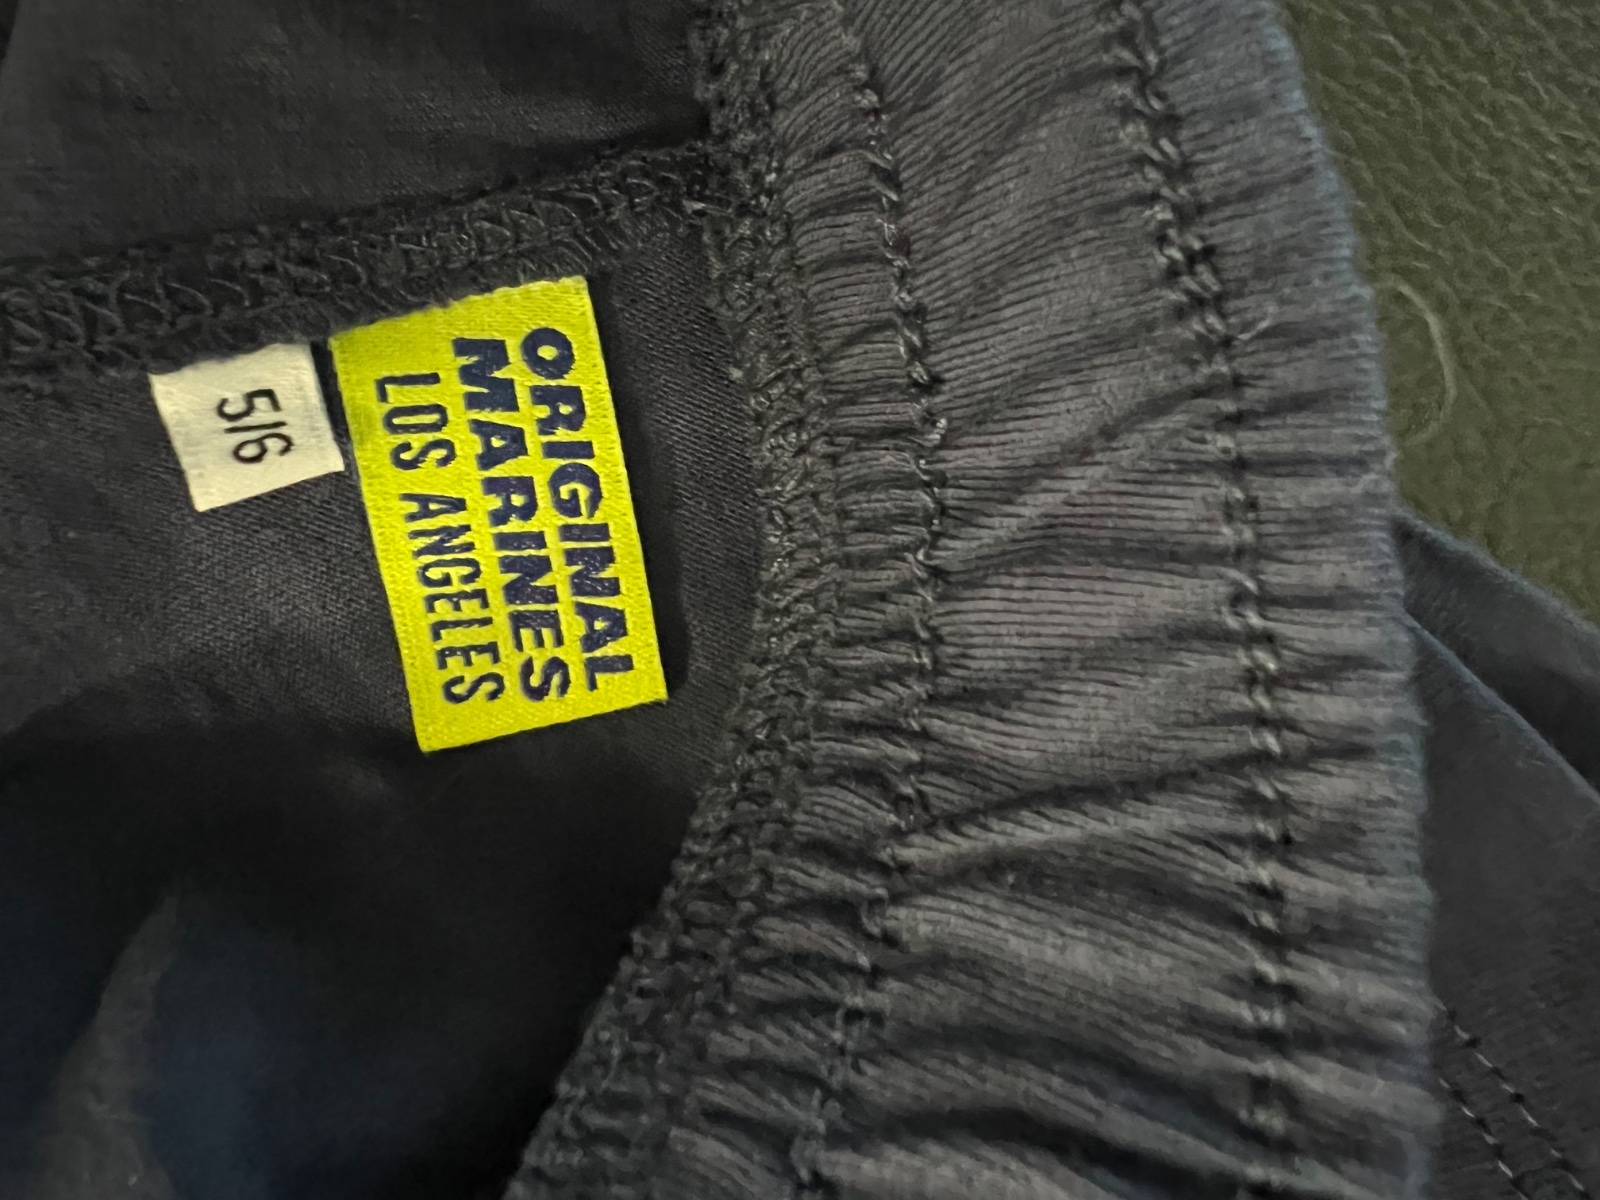 ORIGINAL
MARINES
LOS ANGELES
5/6